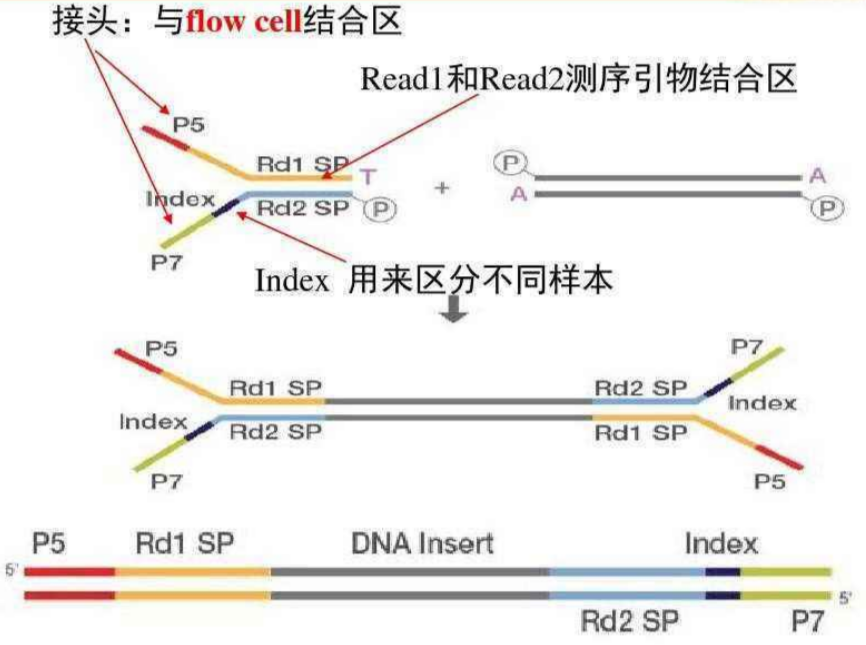 接头：与flow cell结合区
Read1和Read2测序引物结合区
P5
Rd1 SP
T
+
P
A
Index
Rd2 SP
P
A
P
P7
Index 用来区分不同样本
P5
P7
Rd1 SP
Rd2 SP
Index
Index
Rd2 SP
Rd1 SP
P7
P5
P5
Rd1 SP
DNA Insert
Index
5'
5'
Rd2 SP
P7